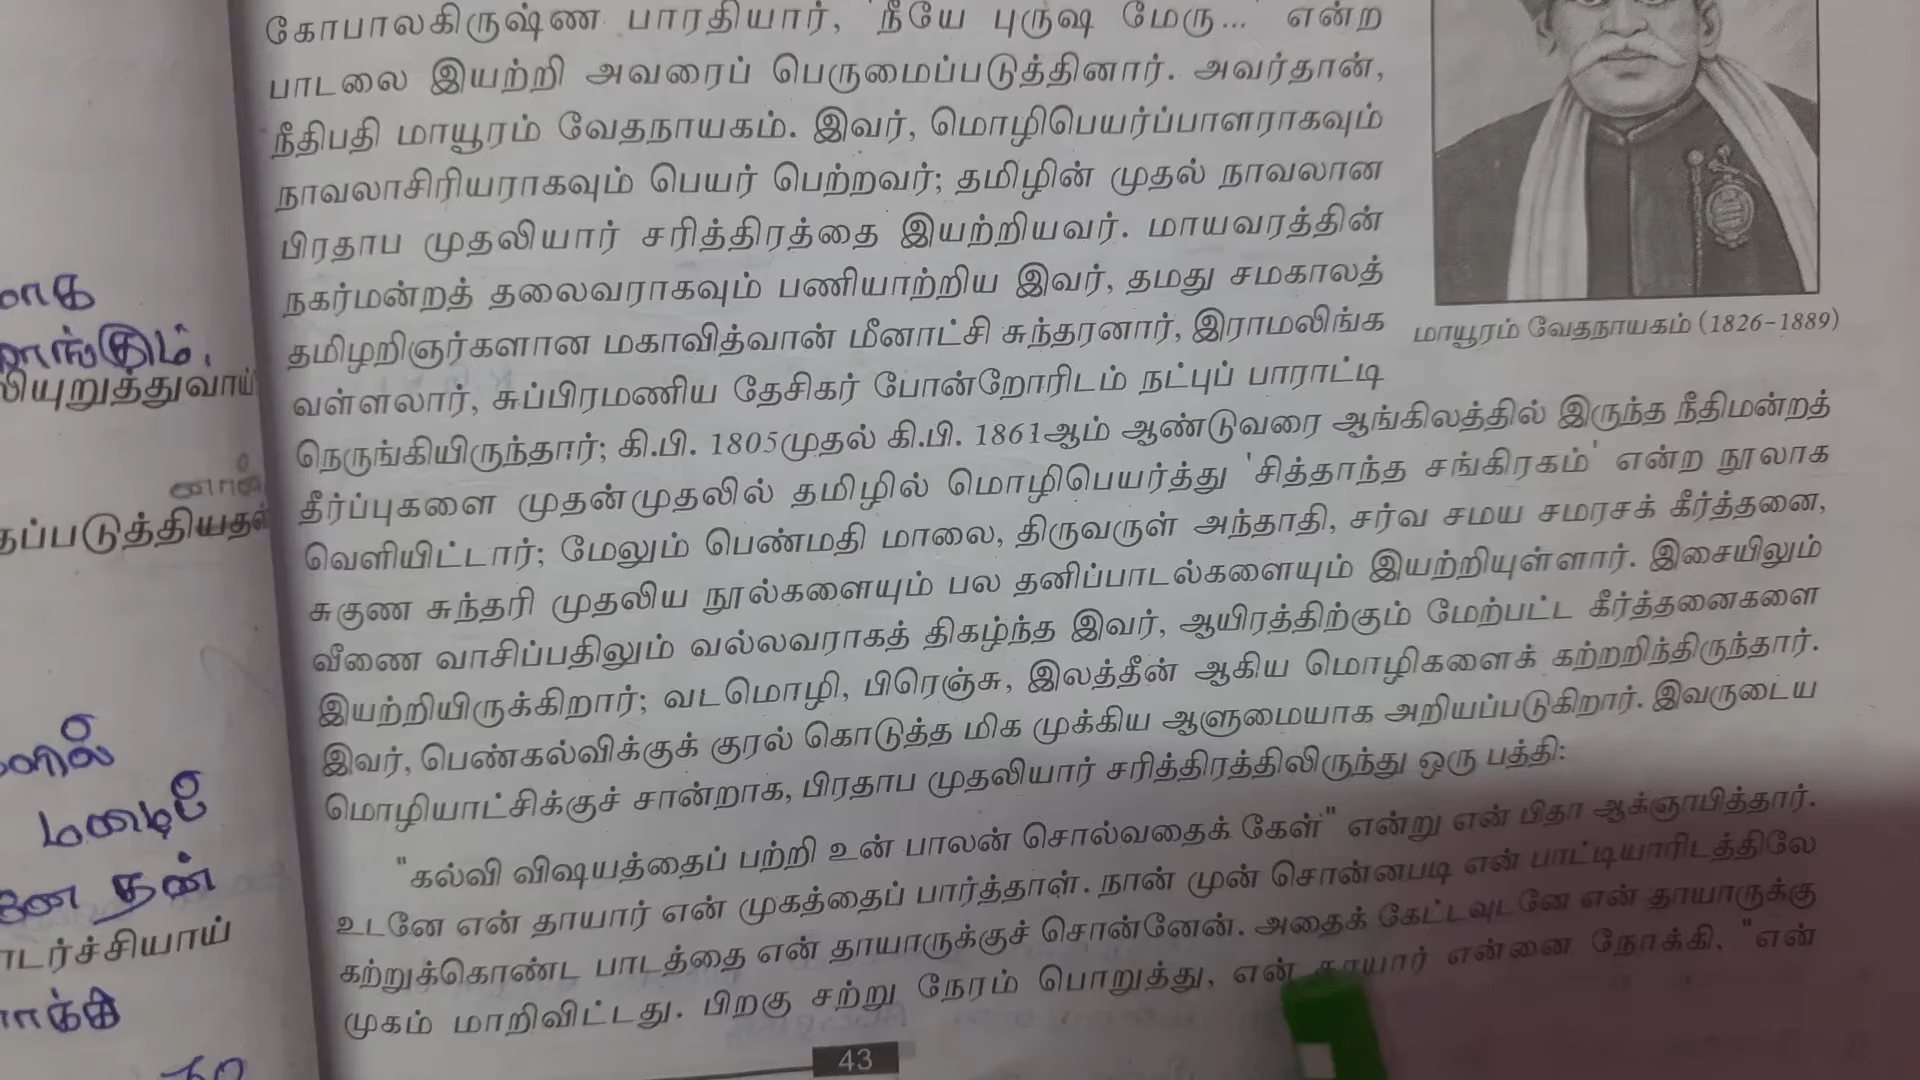 கோபாலகிருஷ்ண பாரதியார், 'நீயே புருஷ மேரு...' என்ற
பாடலை இயற்றி அவரைப் பெருமைப்படுத்தினார். அவர்தான்,
நீதிபதி மாயூரம் வேதநாயகம். இவர், மொழிபெயர்ப்பாளராகவும்
நாவலாசிரியராகவும் பெயர் பெற்றவர்; தமிழின் முதல் நாவலான
பிரதாப முதலியார் சரித்திரத்தை இயற்றியவர். மாயவரத்தின்
நகர்மன்றத் தலைவராகவும் பணியாற்றிய இவர், தமது சமகாலத்
தமிழறிஞர்களான மகாவித்வான் மீனாட்சி சுந்தரனார், இராமலிங்க
வள்ளலார், சுப்பிரமணிய தேசிகர் போன்றோரிடம் நட்புப் பாராட்டி
நெருங்கியிருந்தார்; கி.பி. 1805முதல் கி.பி. 1861ஆம் ஆண்டுவரை ஆங்கிலத்தில் இருந்த நீதிமன்றத்
தீர்ப்புகளை முதன்முதலில் தமிழில் மொழிபெயர்த்து 'சித்தாந்த சங்கிரகம்' என்ற நூலாக
வெளியிட்டார்; மேலும் பெண்மதி மாலை, திருவருள் அந்தாதி, சர்வ சமய சமரசக் கீர்த்தனை,
சுகுண சுந்தரி முதலிய நூல்களையும் பல தனிப்பாடல்களையும் இயற்றியுள்ளார். இசையிலும்
வீணை வாசிப்பதிலும் வல்லவராகத் திகழ்ந்த இவர், ஆயிரத்திற்கும் மேற்பட்ட கீர்த்தனைகளை
இயற்றியிருக்கிறார்; வடமொழி, பிரெஞ்சு, இலத்தீன் ஆகிய மொழிகளைக் கற்றறிந்திருந்தார்.
இவர், பெண்கல்விக்குக் குரல் கொடுத்த மிக முக்கிய ஆளுமையாக அறியப்படுகிறார். இவருடைய
மொழியாட்சிக்குச் சான்றாக, பிரதாப முதலியார் சரித்திரத்திலிருந்து ஒரு பத்தி:
"கல்வி விஷயத்தைப் பற்றி உன் பாலன் சொல்வதைக் கேள்" என்று என் பிதா ஆக்ஞாபித்தார்.
உடனே என் தாயார் என் முகத்தைப் பார்த்தாள். நான் முன் சொன்னபடி என் பாட்டியாரிடத்திலே
கற்றுக்கொண்ட பாடத்தை என் தாயாருக்குச் சொன்னேன். அதைக் கேட்டவுடனே என் தாயாருக்கு
முகம் மாறிவிட்டது. பிறகு சற்று நேரம் பொறுத்து, என் தாயார் என்னை நோக்கி, "என்
43
மாயூரம் வேதநாயகம் (1826-1889)